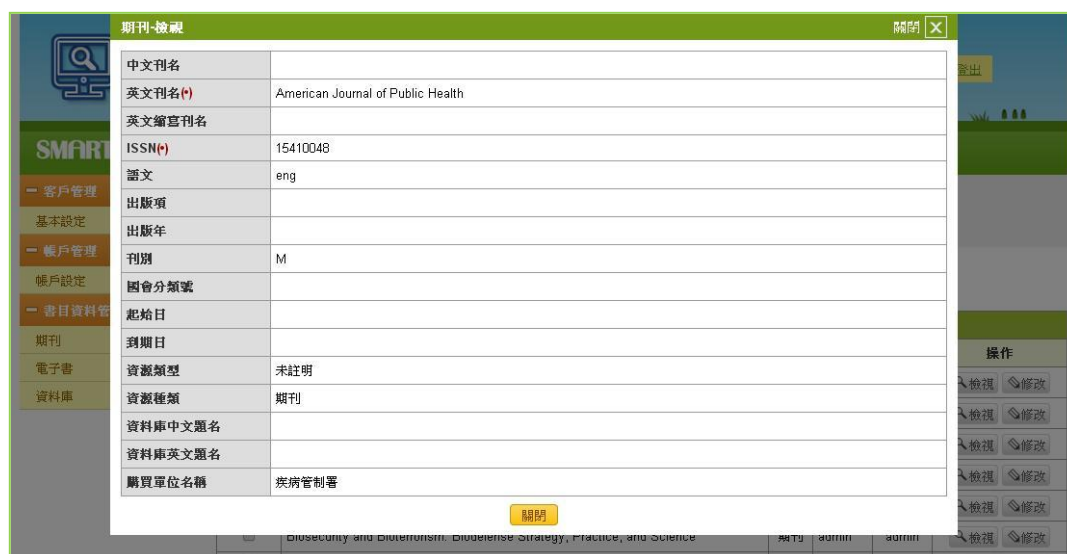 期刊-檢視 關閉
登出
SMART
中文刊名
英文刊名(•) American Journal of Public Health
英文縮寫刊名
ISSN(•) 15410048
語文 eng
出版項
出版年
刊別 M
國會分類號
起始日
到期日
資源類型 未註明
資源種類 期刊
資料庫中文題名
資料庫英文題名
購買單位名稱 疾病管制署
關閉
客戶管理
基本設定
帳戶管理
帳戶設定
書目資料管
期刊
電子書
資料庫
操作
檢視 修改
檢視 修改
檢視 修改
檢視 修改
檢視 修改
Biosecurity and Bioterrorism: Biodefense Strategy, Practice, and Science 期刊 admin admin 檢視 修改